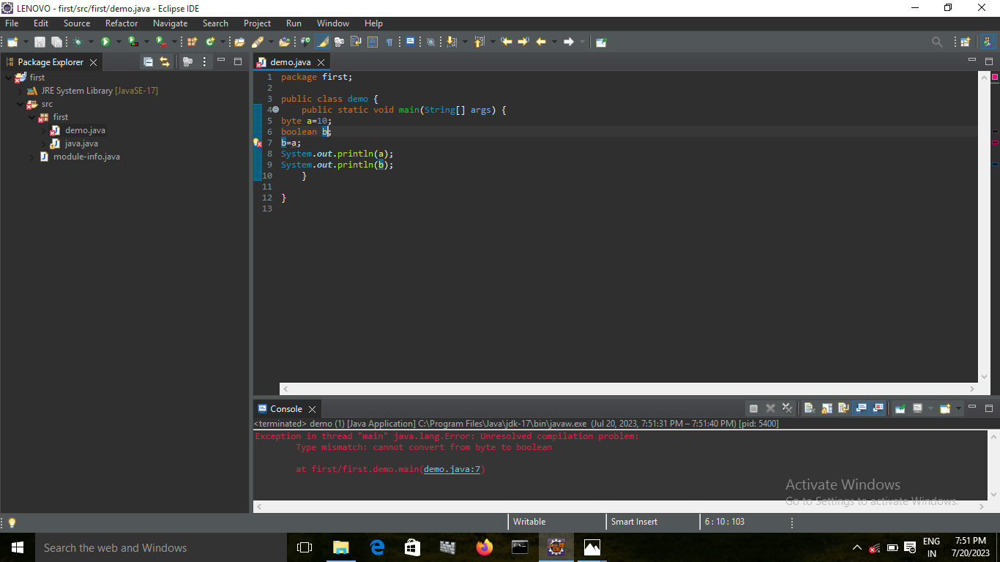 LENOVO - first/src/first/demo.java - Eclipse IDE
File Edit Source Refactor Navigate Search Project Run Window Help
Package Explorer
first
JRE System Library [JavaSE-17]
src
first
demo.java
java.java
module-info.java
demo.java
1 package first;
2
3 public class demo {
4 public static void main(String[] args) {
5 byte a=10;
6 boolean b;
7 b=a;
8 System.out.println(a);
9 System.out.println(b);
10 }
11
12 }
13
Console
<terminated> demo (1) [Java Application] C:\Program Files\Java\jdk-17\bin\javaw.exe (Jul 20, 2023, 7:51:31 PM – 7:51:40 PM) [pid: 5400]
Exception in thread "main" java.lang.Error: Unresolved compilation problem:
Type mismatch: cannot convert from byte to boolean
at first/first.demo.main(demo.java:7)
Activate Windows
Go to Settings to activate Windows.
Writable Smart Insert 6 : 10 : 103
Search the web and Windows
ENG
IN
7:51 PM
7/20/2023